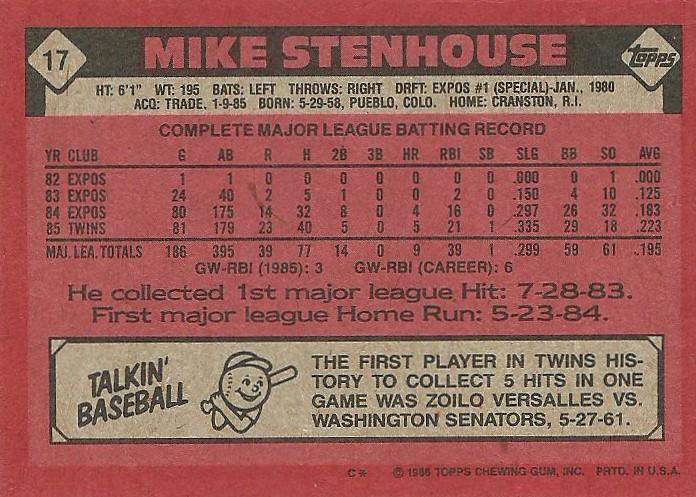 17
MIKE STENHOUSE
topps
HT: 6'1" WT: 195 BATS: LEFT THROWS: RIGHT DRFT: EXPOS #1 (SPECIAL)-JAN., 1980
ACQ: TRADE, 1-9-85 BORN: 5-29-58, PUEBLO, COLO. HOME: CRANSTON, R.I.
COMPLETE MAJOR LEAGUE BATTING RECORD
YR CLUB G AB R H 2B 3B HR RBI SB SLG BB SO AVG
82 EXPOS 1 1 0 0 0 0 0 0 0 .000 0 1 .000
83 EXPOS 24 40 2 5 1 0 0 2 0 .150 4 10 .125
84 EXPOS 80 175 14 32 8 0 4 16 0 .297 26 32 .183
85 TWINS 81 179 23 40 5 0 5 21 1 .335 29 18 .223
MAJ. LEA. TOTALS 186 395 39 77 14 0 9 39 1 .299 59 61 .195
GW-RBI (1985): 3 GW-RBI (CAREER): 6
He collected 1st major league Hit: 7-28-83.
First major league Home Run: 5-23-84.
TALKIN'
BASEBALL
THE FIRST PLAYER IN TWINS HIS-
TORY TO COLLECT 5 HITS IN ONE
GAME WAS ZOILO VERSALLES VS.
WASHINGTON SENATORS, 5-27-61.
C* © 1986 TOPPS CHEWING GUM, INC. PRTD. IN U.S.A.